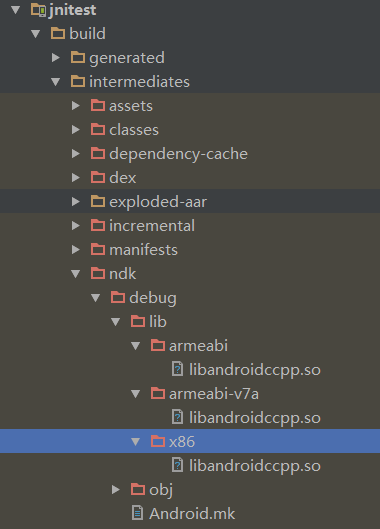 jnitest
build
generated
intermediates
assets
classes
dependency-cache
dex
exploded-aar
incremental
manifests
ndk
debug
lib
armeabi
libandroidccpp.so
armeabi-v7a
libandroidccpp.so
x86
libandroidccpp.so
obj
Android.mk